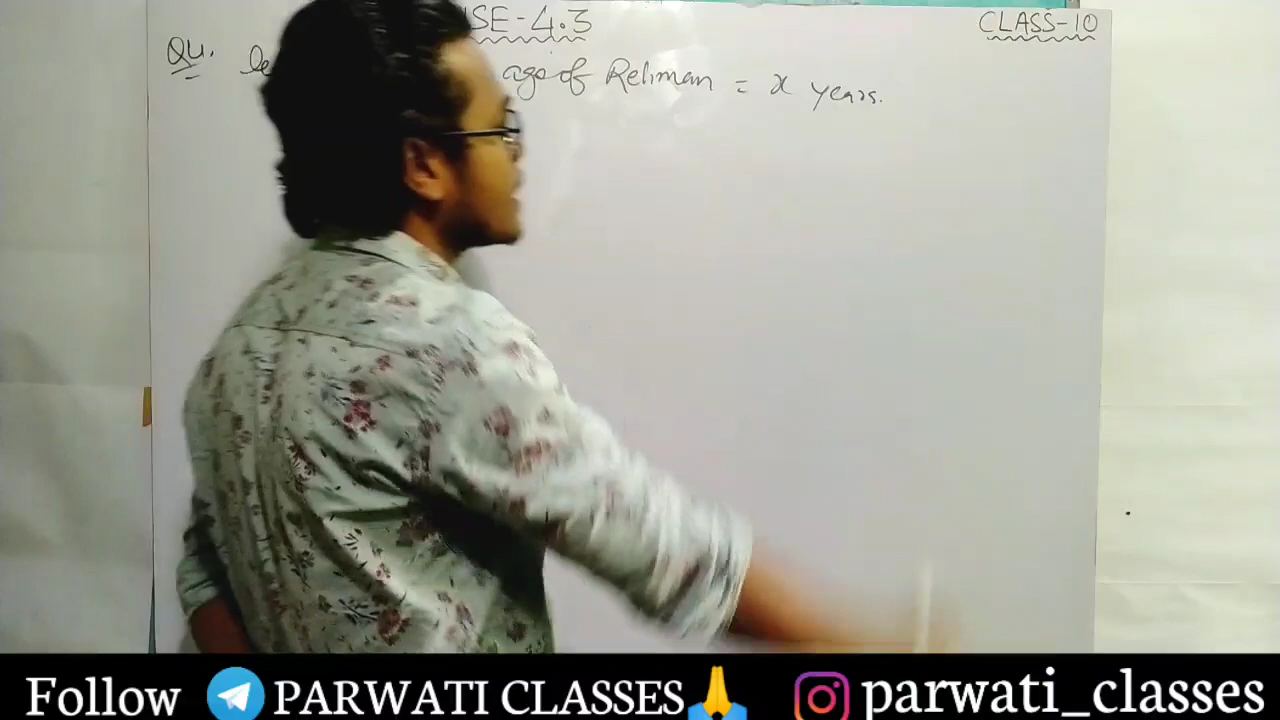 SE-4.3
CLASS-10
Qu.
age of Rehman = x years.
Follow PARWATI CLASSES🙏 parwati_classes